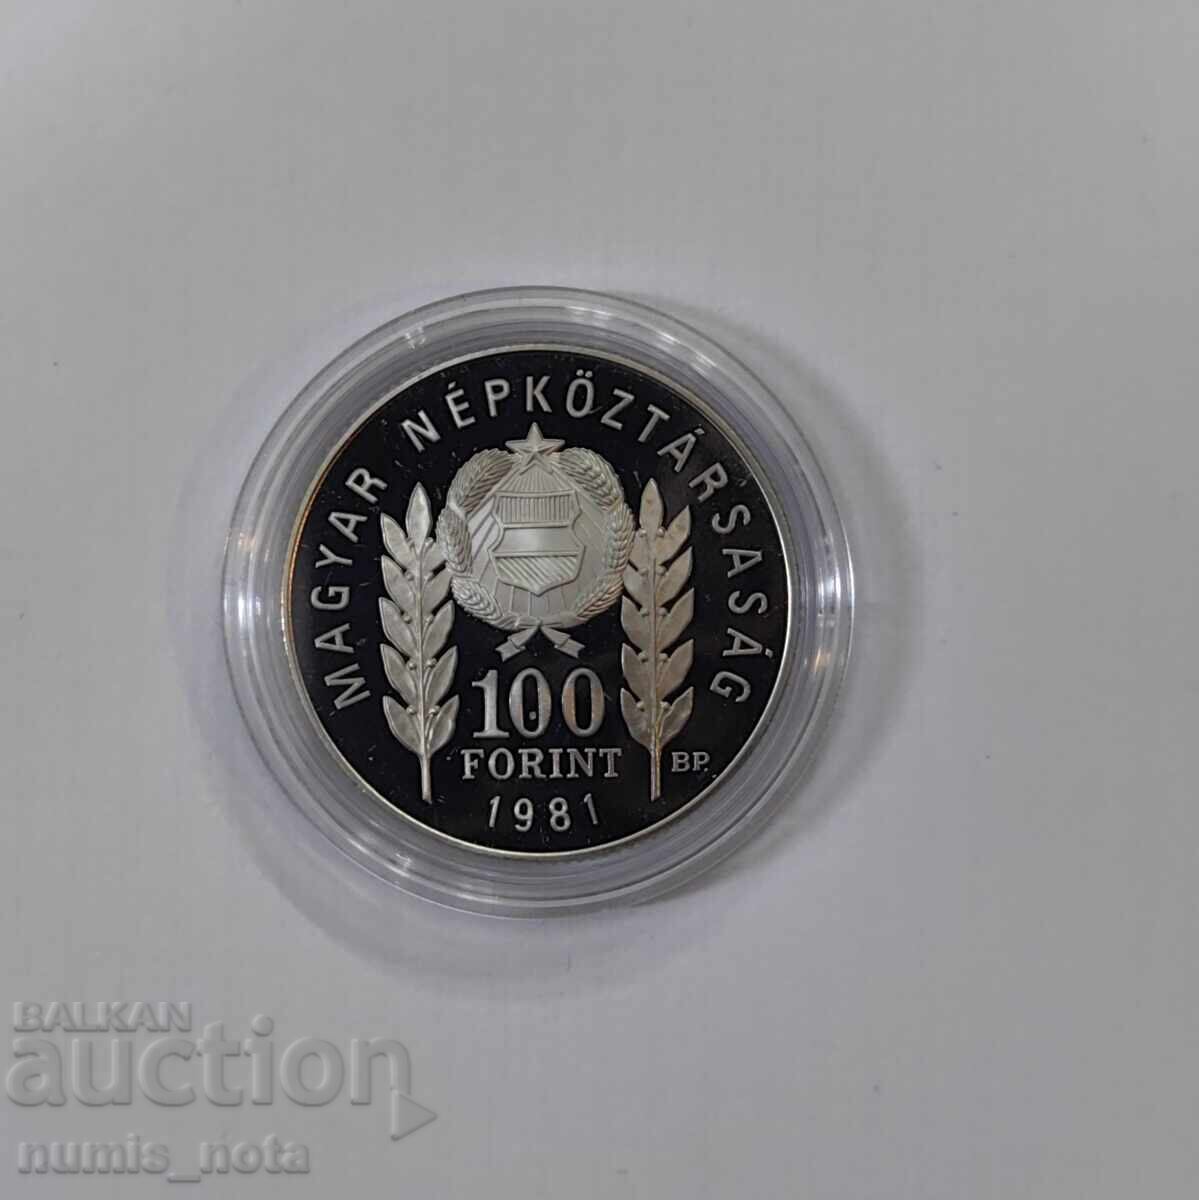 MAGYAR NÉPKÖZTÁRSASÁG
100
FORINT
BP.
1981
BALKAN
auction
numis_nota